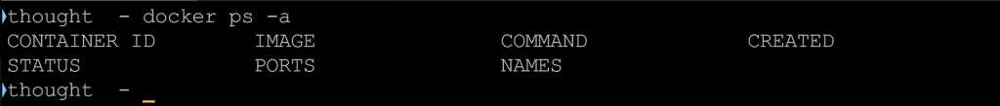 thought - docker ps -a
CONTAINER ID IMAGE COMMAND CREATED
STATUS PORTS NAMES
thought - _